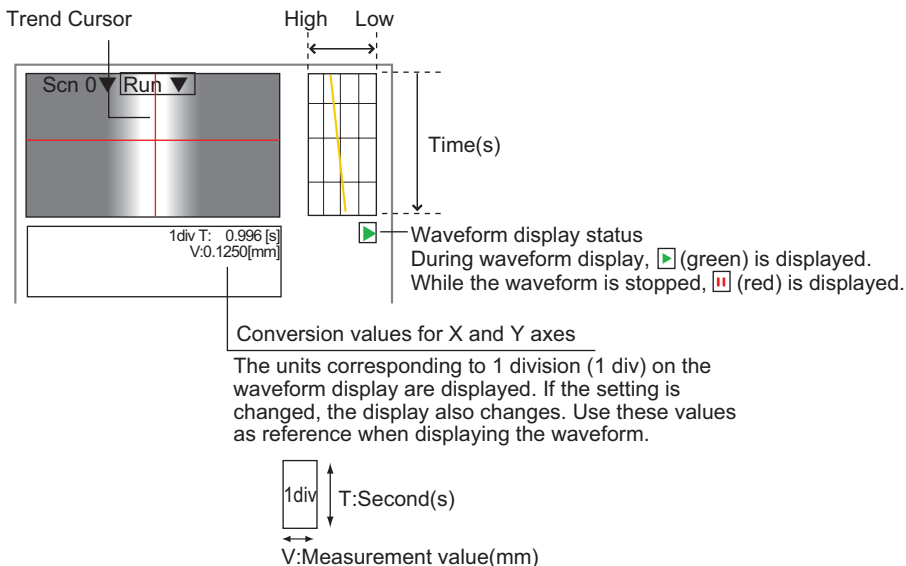 Trend Cursor
High Low
Scn 0▼ Run ▼
Time(s)
1div T: 0.996 [s]
V:0.1250[mm]
Waveform display status
During waveform display, (green) is displayed.
While the waveform is stopped, (red) is displayed.
Conversion values for X and Y axes
The units corresponding to 1 division (1 div) on the
waveform display are displayed. If the setting is
changed, the display also changes. Use these values
as reference when displaying the waveform.
1div
T:Second(s)
V:Measurement value(mm)